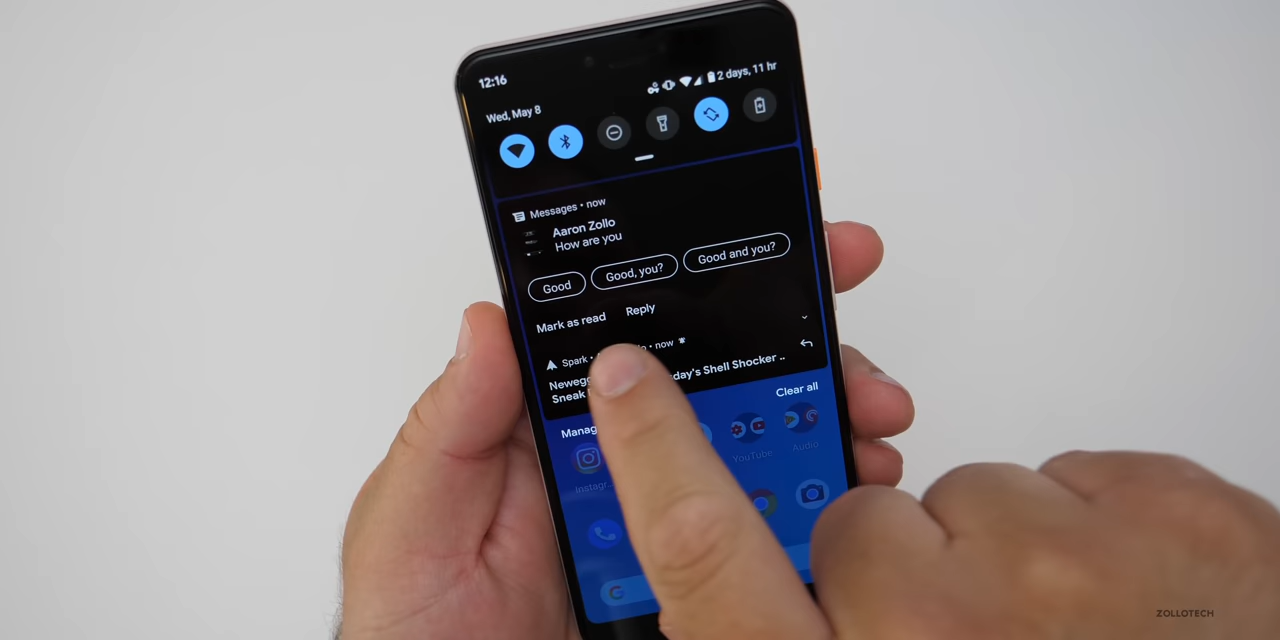 12:16
2 days, 11 hr
Wed, May 8
Messages • now
Aaron Zollo
How are you
Good
Good, you?
Good and you?
Mark as read
Reply
Spark •
• now
Newegg
day's Shell Shocker ..
Sneak
Clear all
Manag
YouTube
Audio
Instagr...
G
ZOLLOTECH